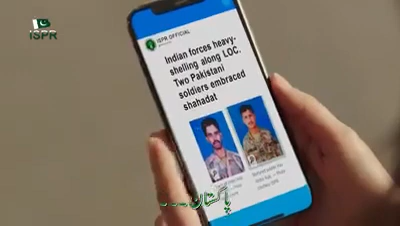 ISPR
ISPR OFFICIAL
Indian forces heavy-
shelling along LOC.
Two Pakistani
soldiers embraced
shahadat
پاکستان۔۔۔